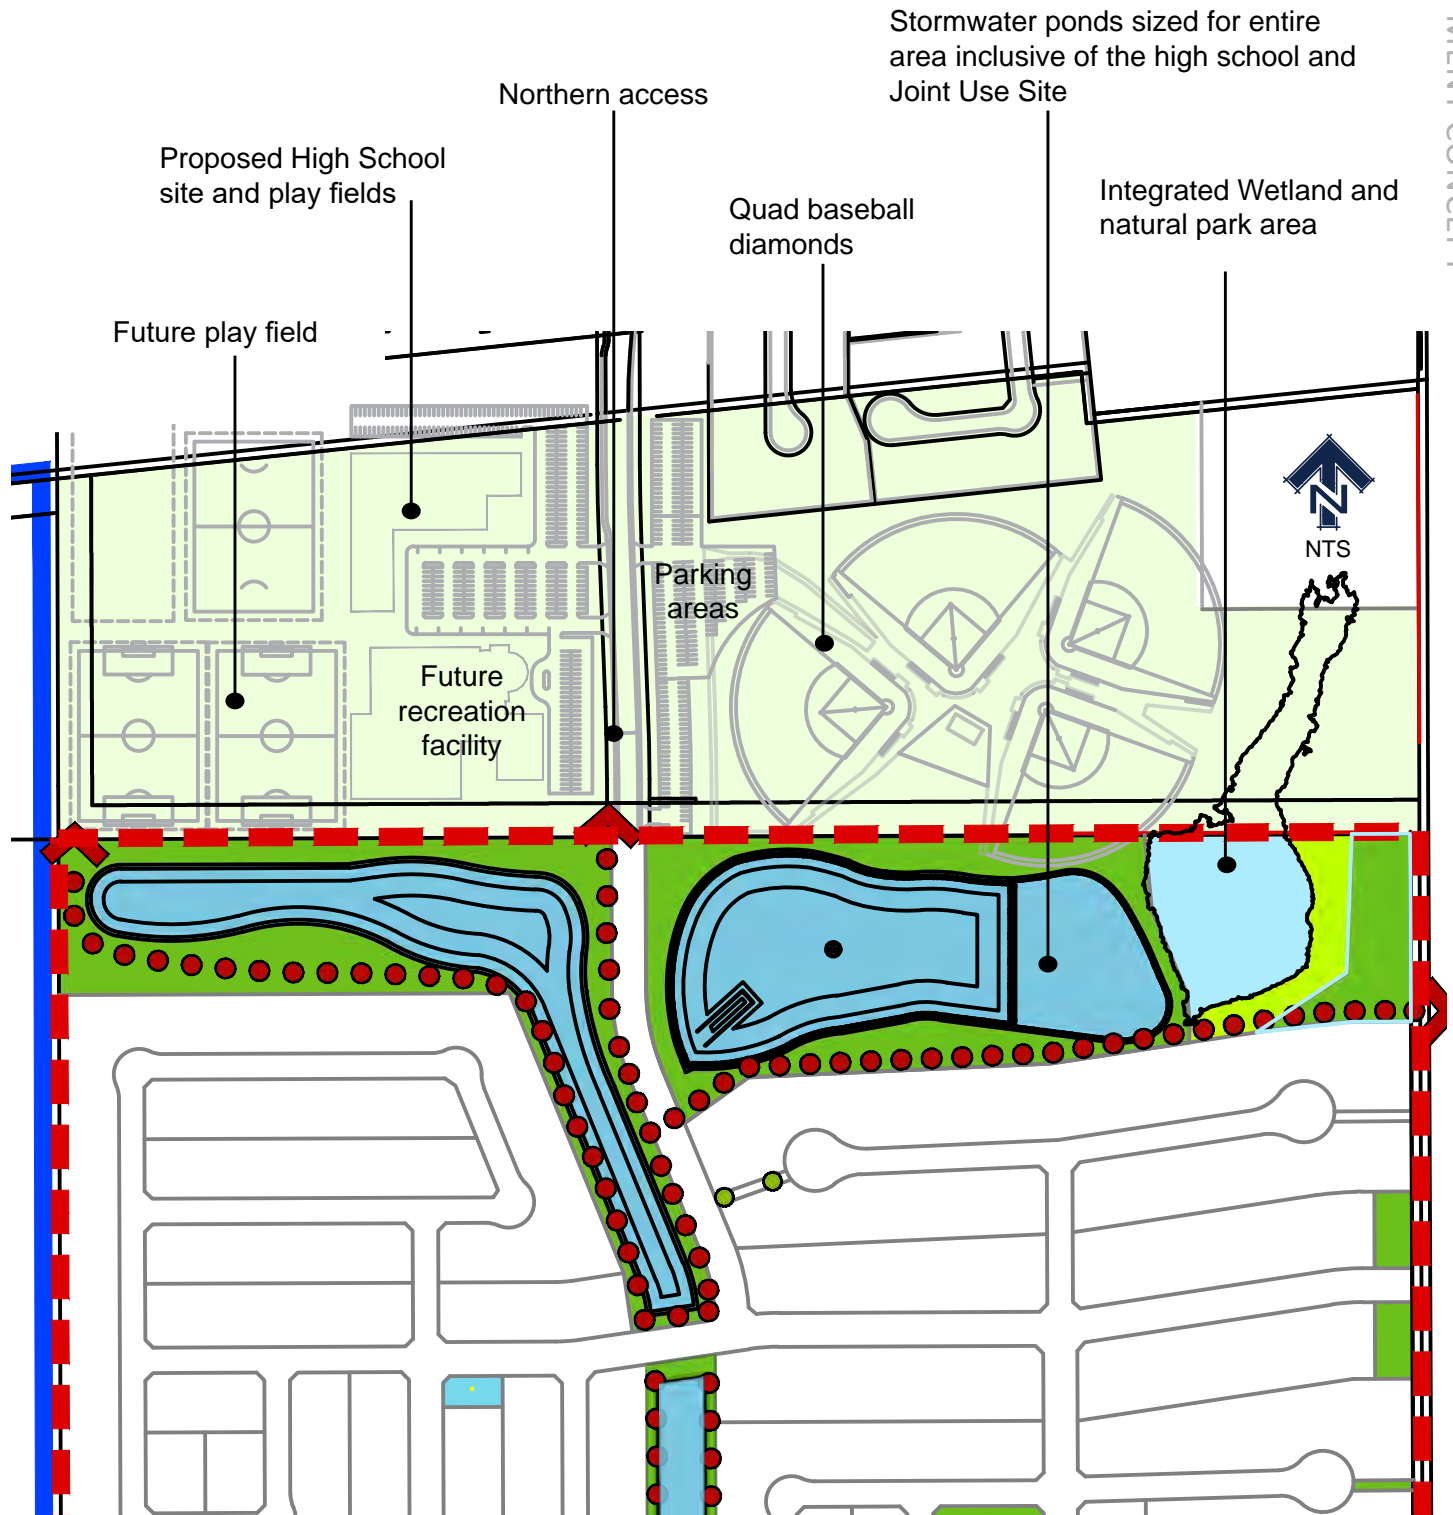 Stormwater ponds sized for entire
area inclusive of the high school and
Joint Use Site
Northern access
Proposed High School
site and play fields
Integrated Wetland and
natural park area
Quad baseball
diamonds
Future play field
N
NTS
Parking
areas
Future
recreation
facility